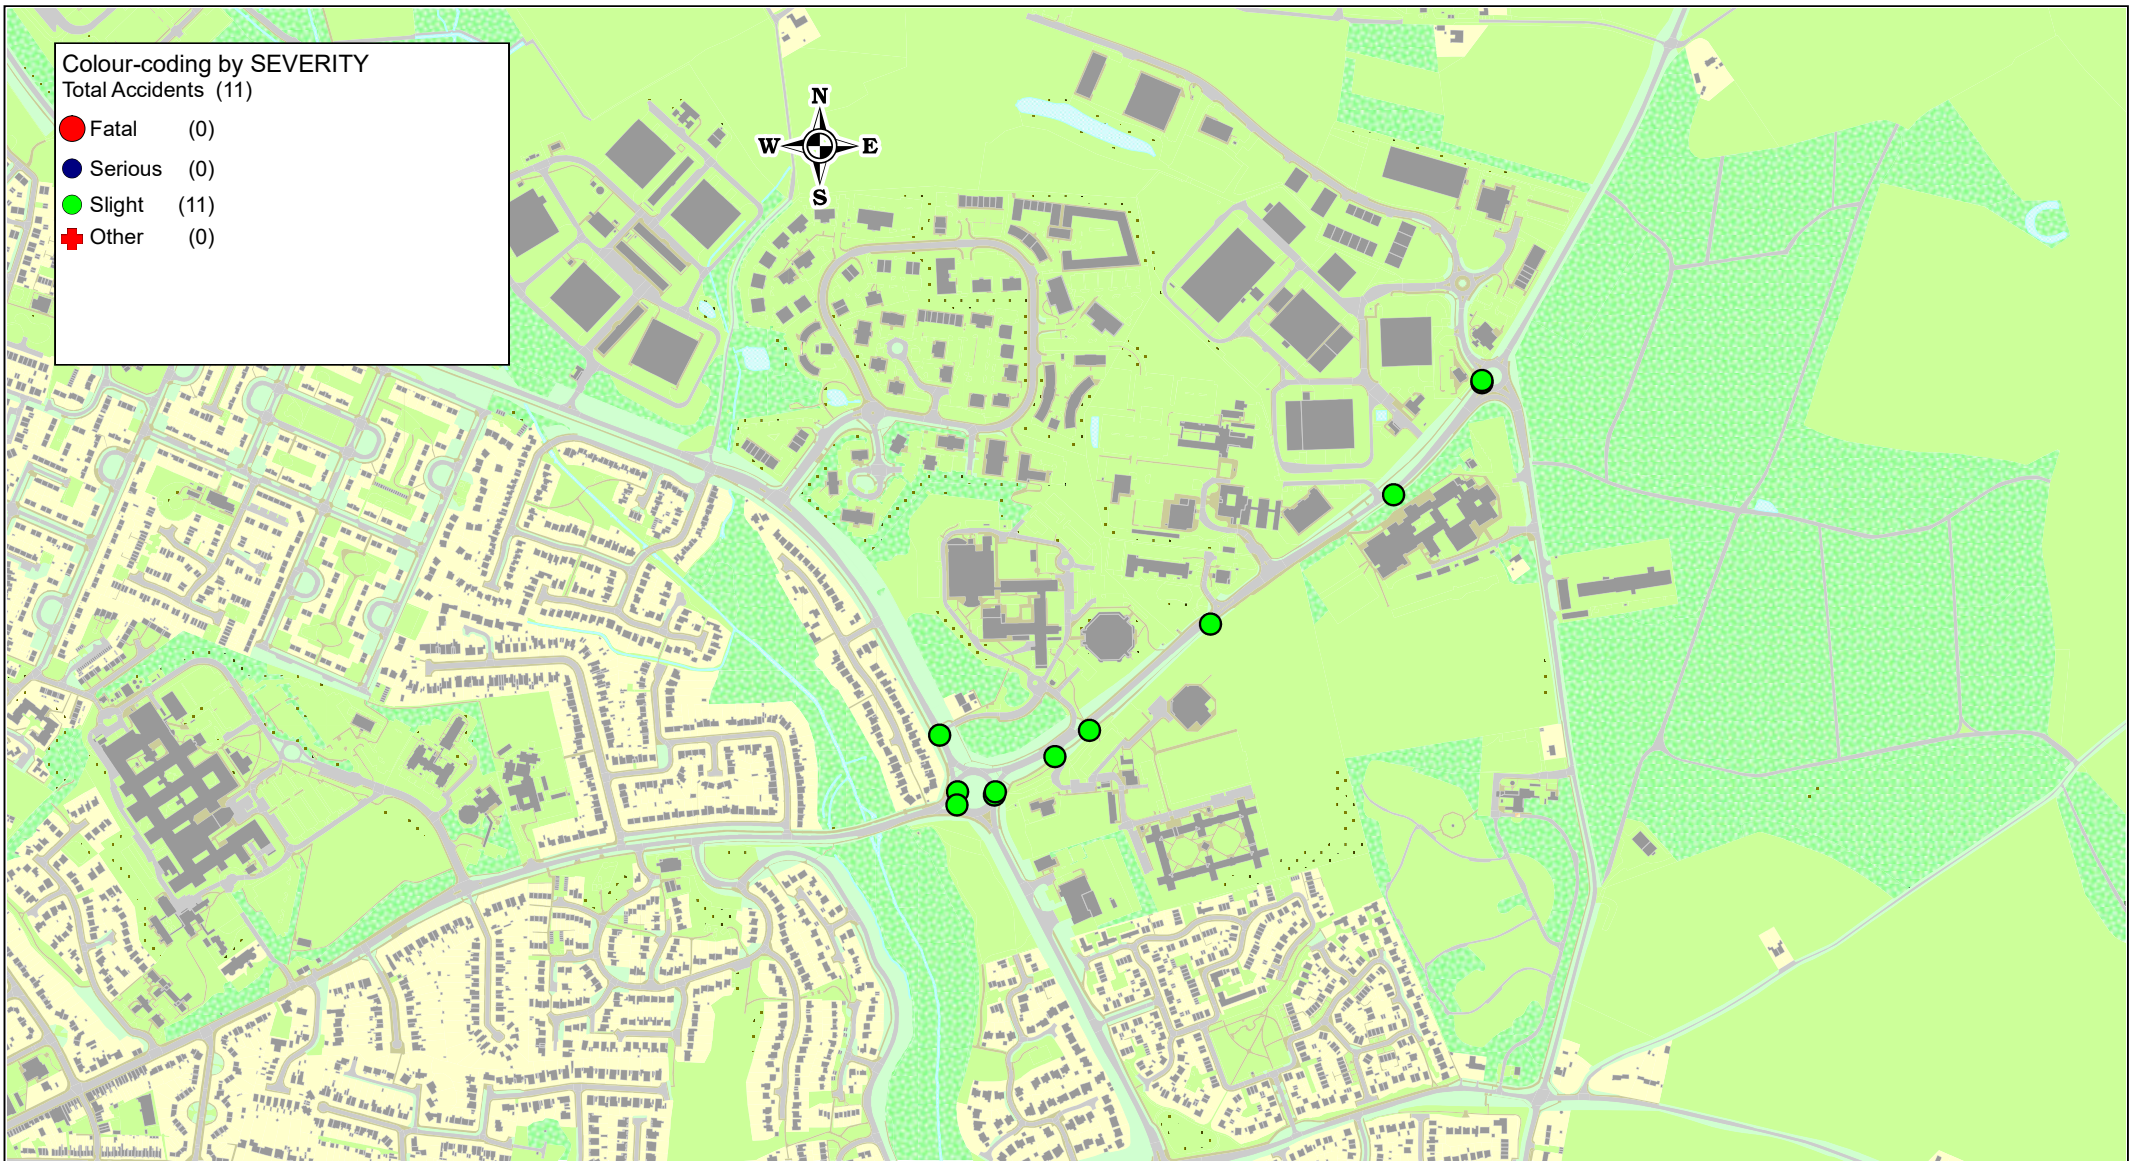 Colour-coding by SEVERITY
Total Accidents (11)
Fatal (0)
Serious (0)
Slight (11)
Other (0)
N
W E
S